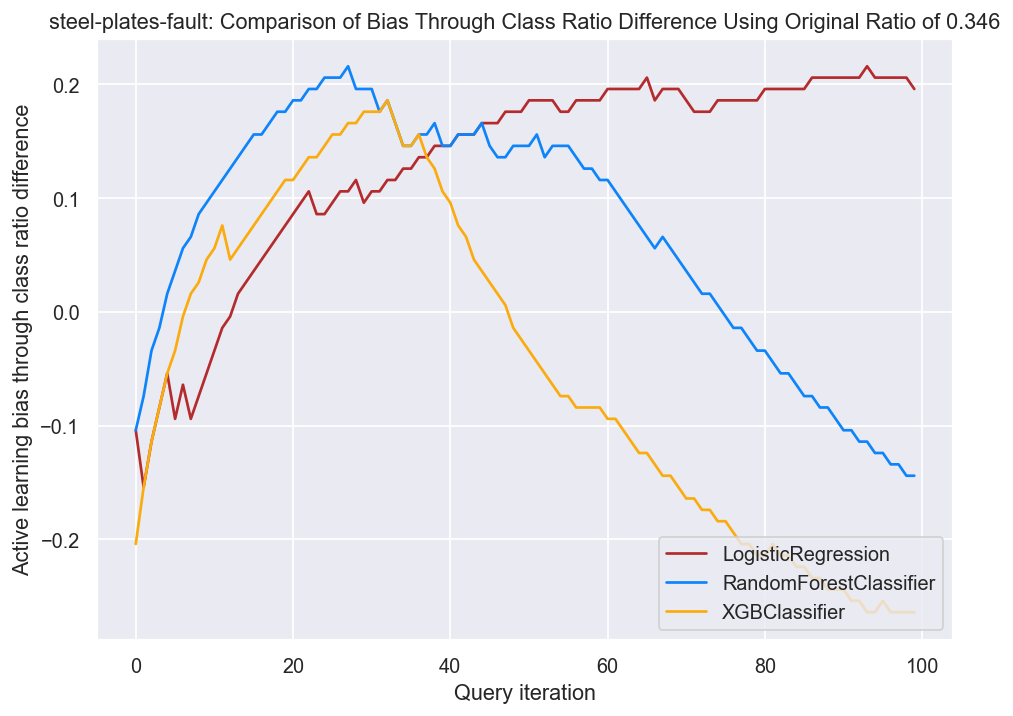 steel-plates-fault: Comparison of Bias Through Class Ratio Difference Using Original Ratio of 0.346
Active learning bias through class ratio difference
0.2
0.1
0.0
−0.1
−0.2
0 20 40 60 80 100
Query iteration
LogisticRegression
RandomForestClassifier
XGBClassifier